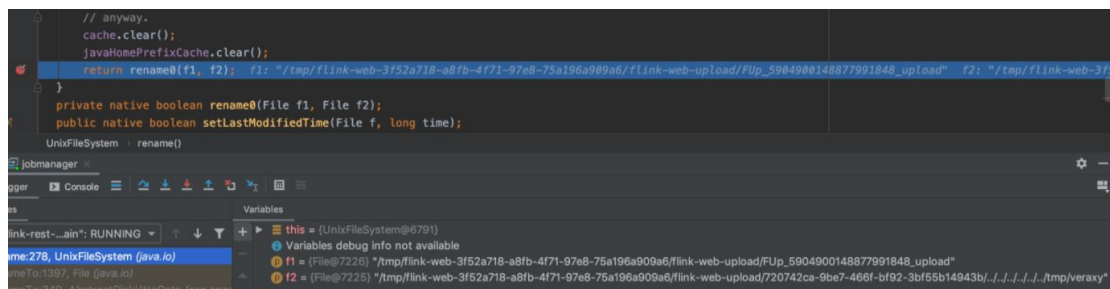 // anyway.
cache.clear();
javaHomePrefixCache.clear();
return rename0(f1, f2); f1: "/tmp/flink-web-3f52a718-a8fb-4f71-97e8-75a196a909a6/flink-web-upload/FUp_5904900148877991848_upload" f2: "/tmp/flink-web-3f5
}
private native boolean rename0(File f1, File f2);
public native boolean setLastModifiedTime(File f, long time);
UnixFileSystem › rename()
jobmanager ×
gger Console
es Variables
link-rest-...ain": RUNNING
this = {UnixFileSystem@6791}
Variables debug info not available
ame:278, UnixFileSystem (java.io)
f1 = {File@7226} "/tmp/flink-web-3f52a718-a8fb-4f71-97e8-75a196a909a6/flink-web-upload/FUp_5904900148877991848_upload"
ameTo:1397, File (java.io)
f2 = {File@7225} "/tmp/flink-web-3f52a718-a8fb-4f71-97e8-75a196a909a6/flink-web-upload/720742ca-9be7-466f-bf92-3bf55b14943b/../../../../../../tmp/veraxy"